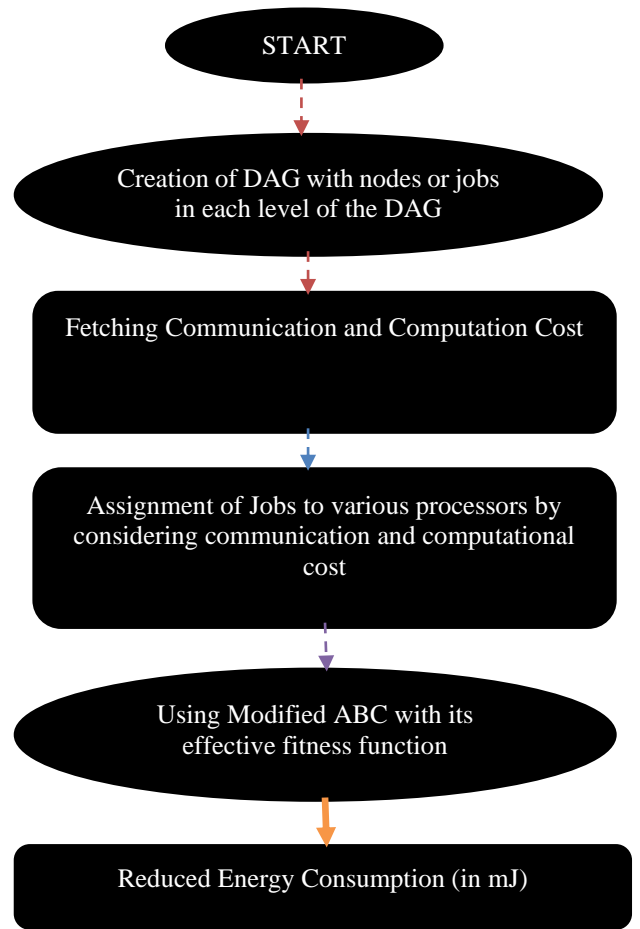 START
Creation of DAG with nodes or jobs
in each level of the DAG
Fetching Communication and Computation Cost
Assignment of Jobs to various processors by
considering communication and computational
cost
Using Modified ABC with its
effective fitness function
Reduced Energy Consumption (in mJ)